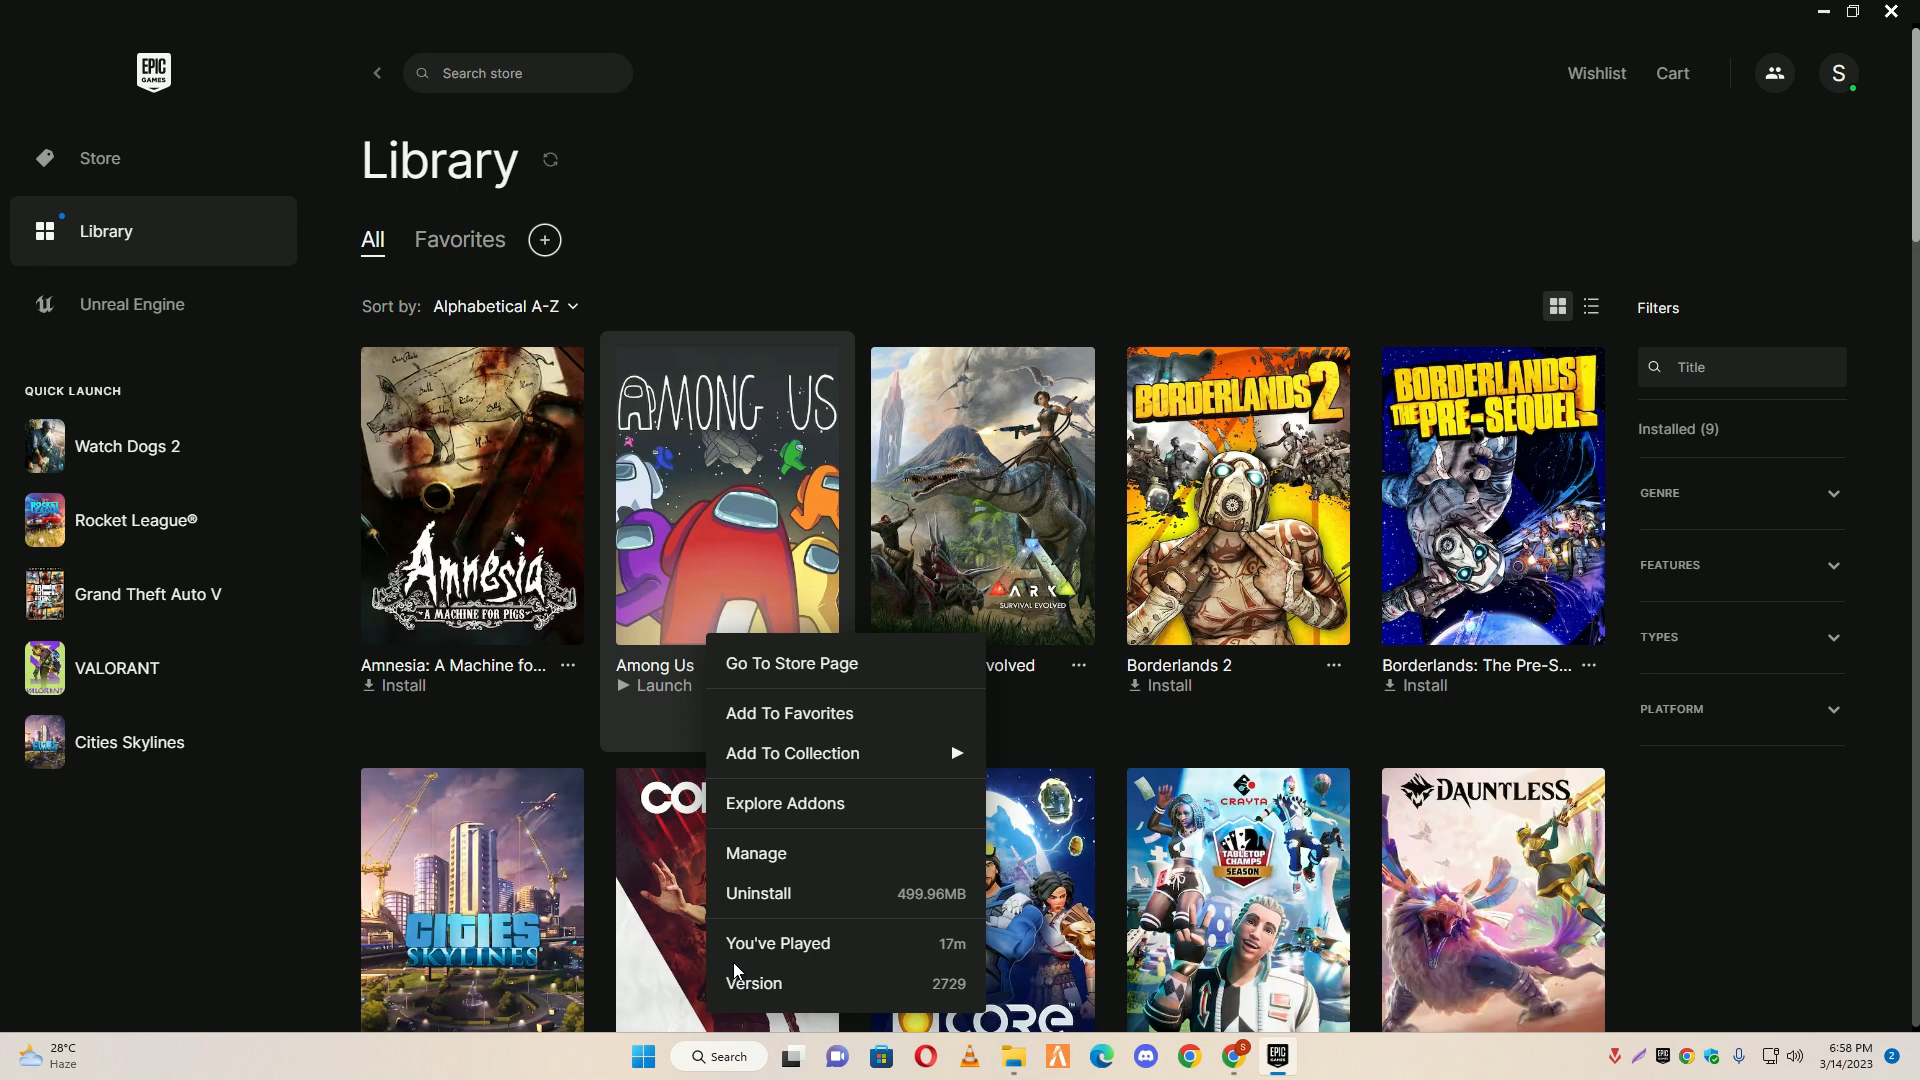 EPIC
GAMES
Search store
Wishlist
Cart
S
Store
Library
Unreal Engine
Library
All
Favorites
Sort by: Alphabetical A-Z
Filters
Title
Installed (9)
GENRE
FEATURES
TYPES
PLATFORM
QUICK LAUNCH
Watch Dogs 2
Rocket League®
Grand Theft Auto V
VALORANT
Cities Skylines
Amnesia
A MACHINE FOR PIGS
AMONG US
ARK
SURVIVAL EVOLVED
BORDERLANDS 2
BORDERLANDS
THE PRE-SEQUEL!
Amnesia: A Machine fo...
Install
Among Us
Launch
volved
Borderlands 2
Install
Borderlands: The Pre-S...
Install
Go To Store Page
Add To Favorites
Add To Collection
Explore Addons
Manage
Uninstall 499.96MB
You've Played 17m
Version 2729
CITIES
SKYLINES
CO
CORE
CRAYTA
TABLETOP
CHAMPS
SEASON
DAUNTLESS
28°C
Haze
Search
S
EPIC
GAMES
6:58 PM
3/14/2023
2